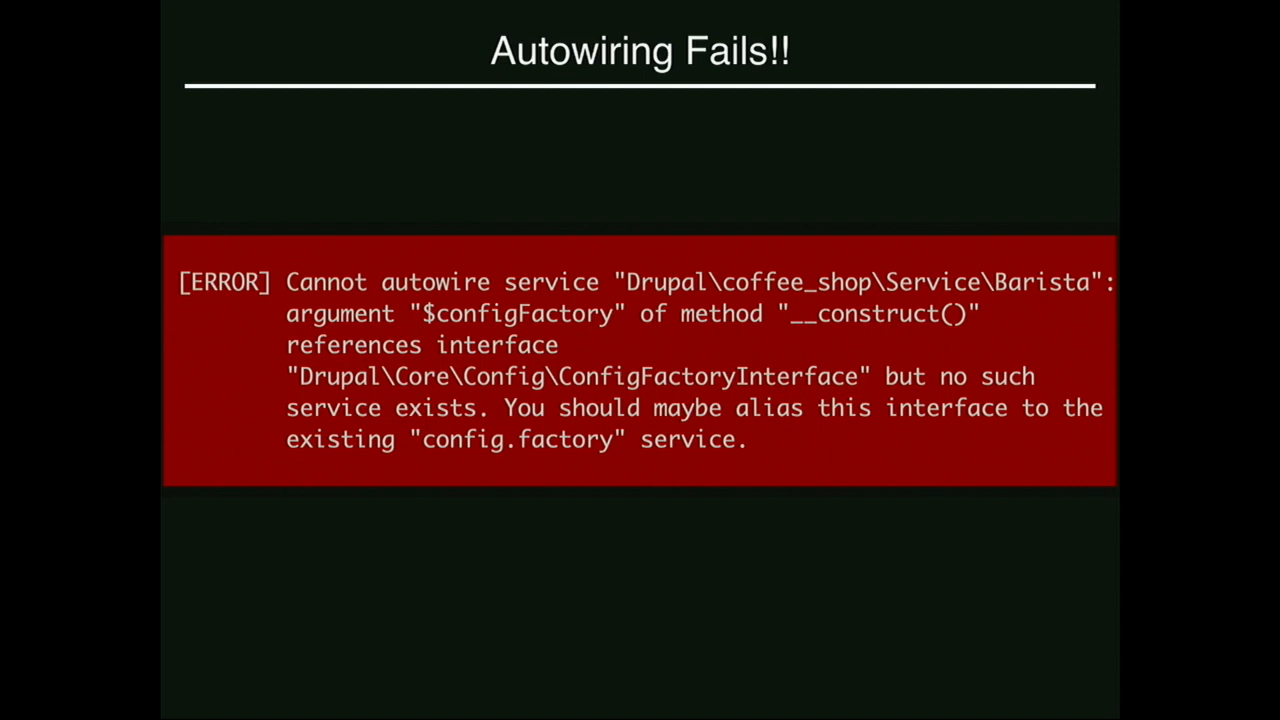 Autowiring Fails!!
[ERROR] Cannot autowire service "Drupal\coffee_shop\Service\Barista":
argument "$configFactory" of method "__construct()"
references interface
"Drupal\Core\Config\ConfigFactoryInterface" but no such
service exists. You should maybe alias this interface to the
existing "config.factory" service.